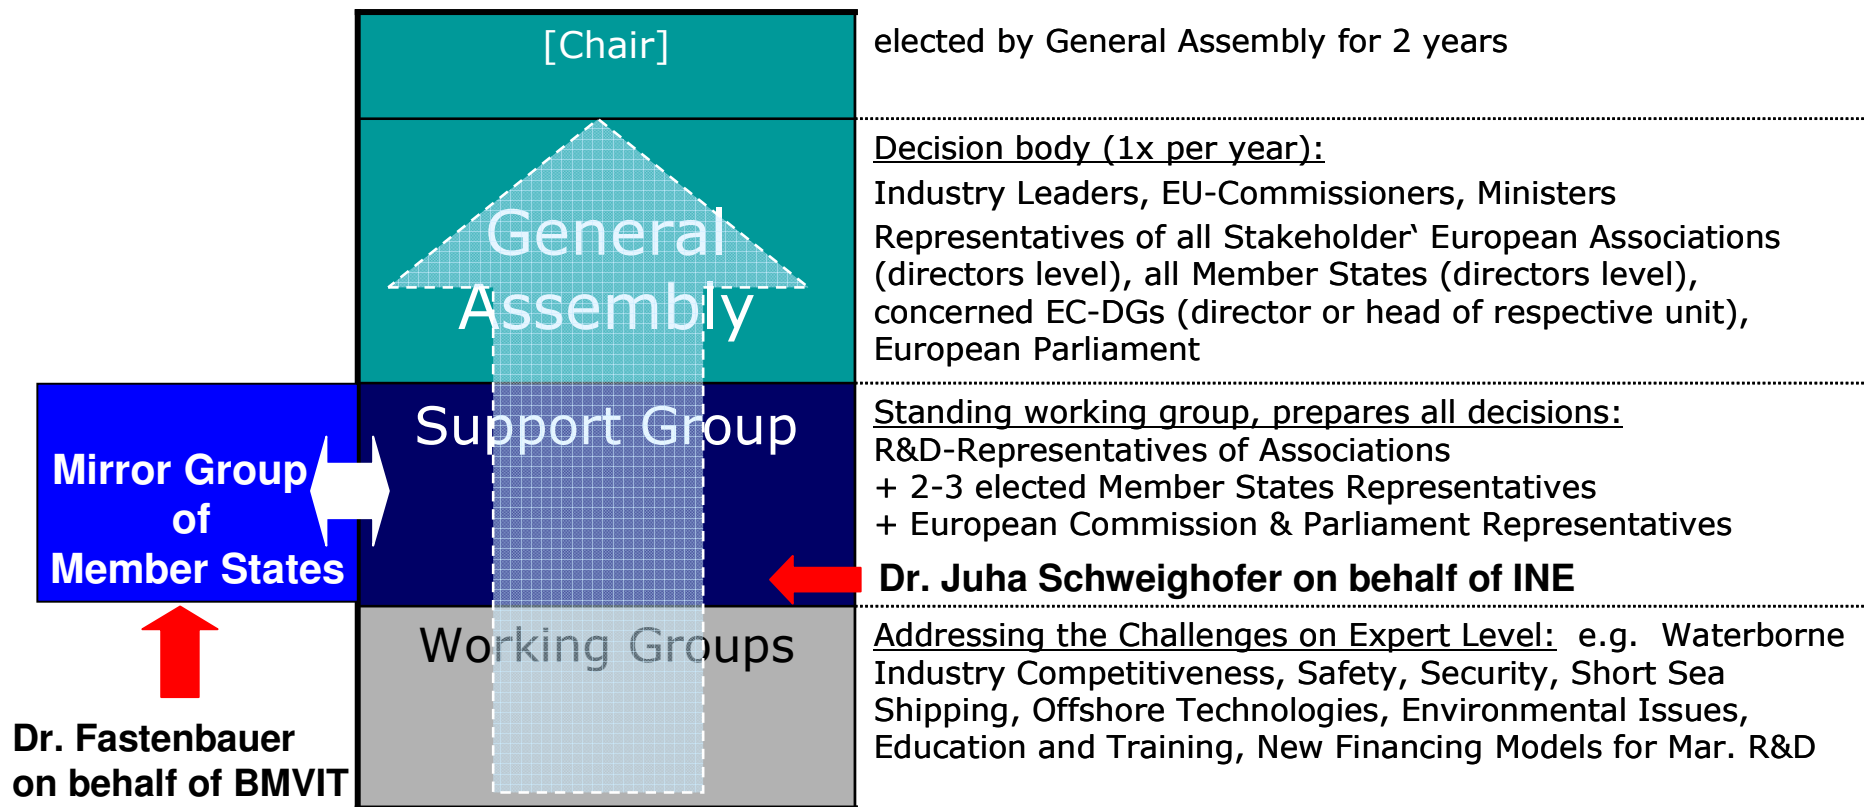 [Chair]
elected by General Assembly for 2 years
General
Assembly
Decision body (1x per year):
Industry Leaders, EU-Commissioners, Ministers
Representatives of all Stakeholder‘ European Associations
(directors level), all Member States (directors level),
concerned EC-DGs (director or head of respective unit),
European Parliament
Mirror Group
of
Member States
Support Group
Standing working group, prepares all decisions:
R&D-Representatives of Associations
+ 2-3 elected Member States Representatives
+ European Commission & Parliament Representatives
Dr. Juha Schweighofer on behalf of INE
Working Groups
Addressing the Challenges on Expert Level: e.g. Waterborne
Industry Competitiveness, Safety, Security, Short Sea
Shipping, Offshore Technologies, Environmental Issues,
Education and Training, New Financing Models for Mar. R&D
Dr. Fastenbauer
on behalf of BMVIT